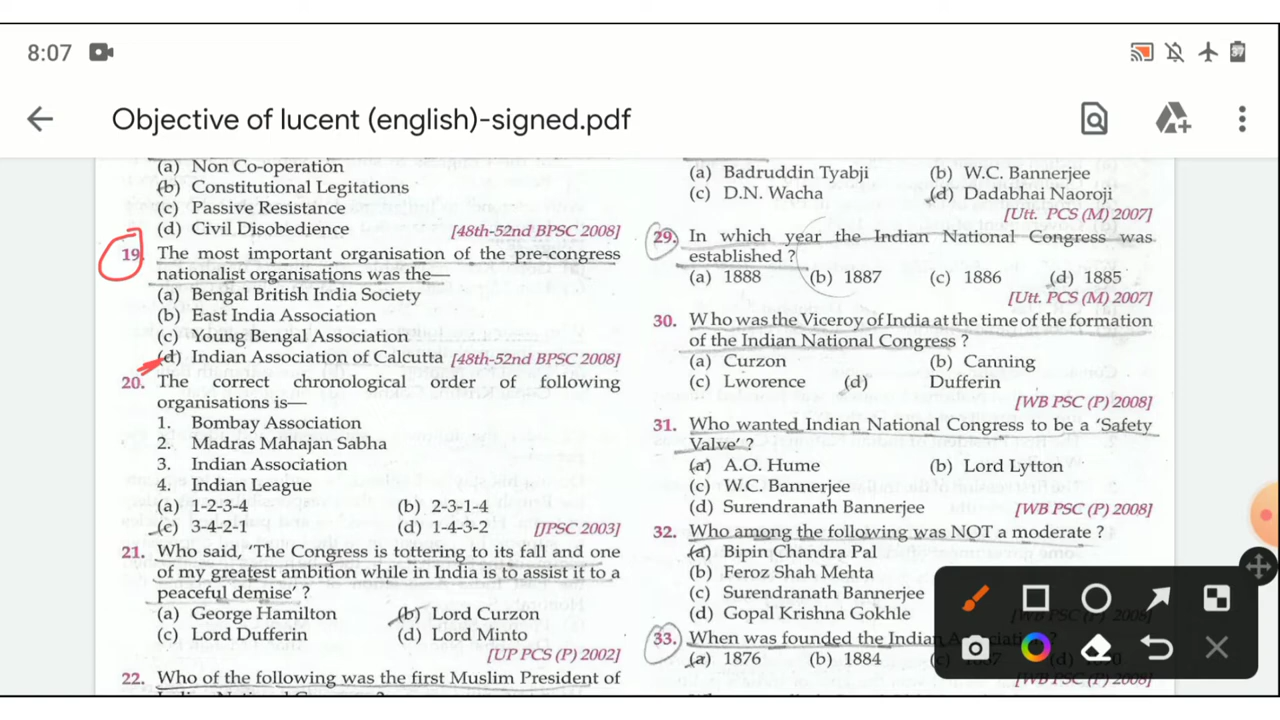 8:07
37
Objective of lucent (english)-signed.pdf
(a) Non Co-operation
(b) Constitutional Legitations
(c) Passive Resistance
(d) Civil Disobedience [48th-52nd BPSC 2008]
19. The most important organisation of the pre-congress
nationalist organisations was the—
(a) Bengal British India Society
(b) East India Association
(c) Young Bengal Association
(d) Indian Association of Calcutta [48th-52nd BPSC 2008]
20. The correct chronological order of following
organisations is—
1. Bombay Association
2. Madras Mahajan Sabha
3. Indian Association
4. Indian League
(a) 1-2-3-4 (b) 2-3-1-4
(c) 3-4-2-1 (d) 1-4-3-2 [JPSC 2003]
21. Who said, 'The Congress is tottering to its fall and one
of my greatest ambition while in India is to assist it to a
peaceful demise' ?
(a) George Hamilton (b) Lord Curzon
(c) Lord Dufferin (d) Lord Minto
[UP PCS (P) 2002]
22. Who of the following was the first Muslim President of
(a) Badruddin Tyabji (b) W.C. Bannerjee
(c) D.N. Wacha (d) Dadabhai Naoroji
[Utt. PCS (M) 2007]
29. In which year the Indian National Congress was
established ?
(a) 1888 (b) 1887 (c) 1886 (d) 1885
[Utt. PCS (M) 2007]
30. Who was the Viceroy of India at the time of the formation
of the Indian National Congress ?
(a) Curzon (b) Canning
(c) Lworence (d) Dufferin
[WB PSC (P) 2008]
31. Who wanted Indian National Congress to be a 'Safety
Valve' ?
(a) A.O. Hume (b) Lord Lytton
(c) W.C. Bannerjee
(d) Surendranath Bannerjee [WB PSC (P) 2008]
32. Who among the following was NOT a moderate ?
(a) Bipin Chandra Pal
(b) Feroz Shah Mehta
(c) Surendranath Bannerjee
(d) Gopal Krishna Gokhle
33. When was founded the Indian Association ?
(a) 1876 (b) 1884